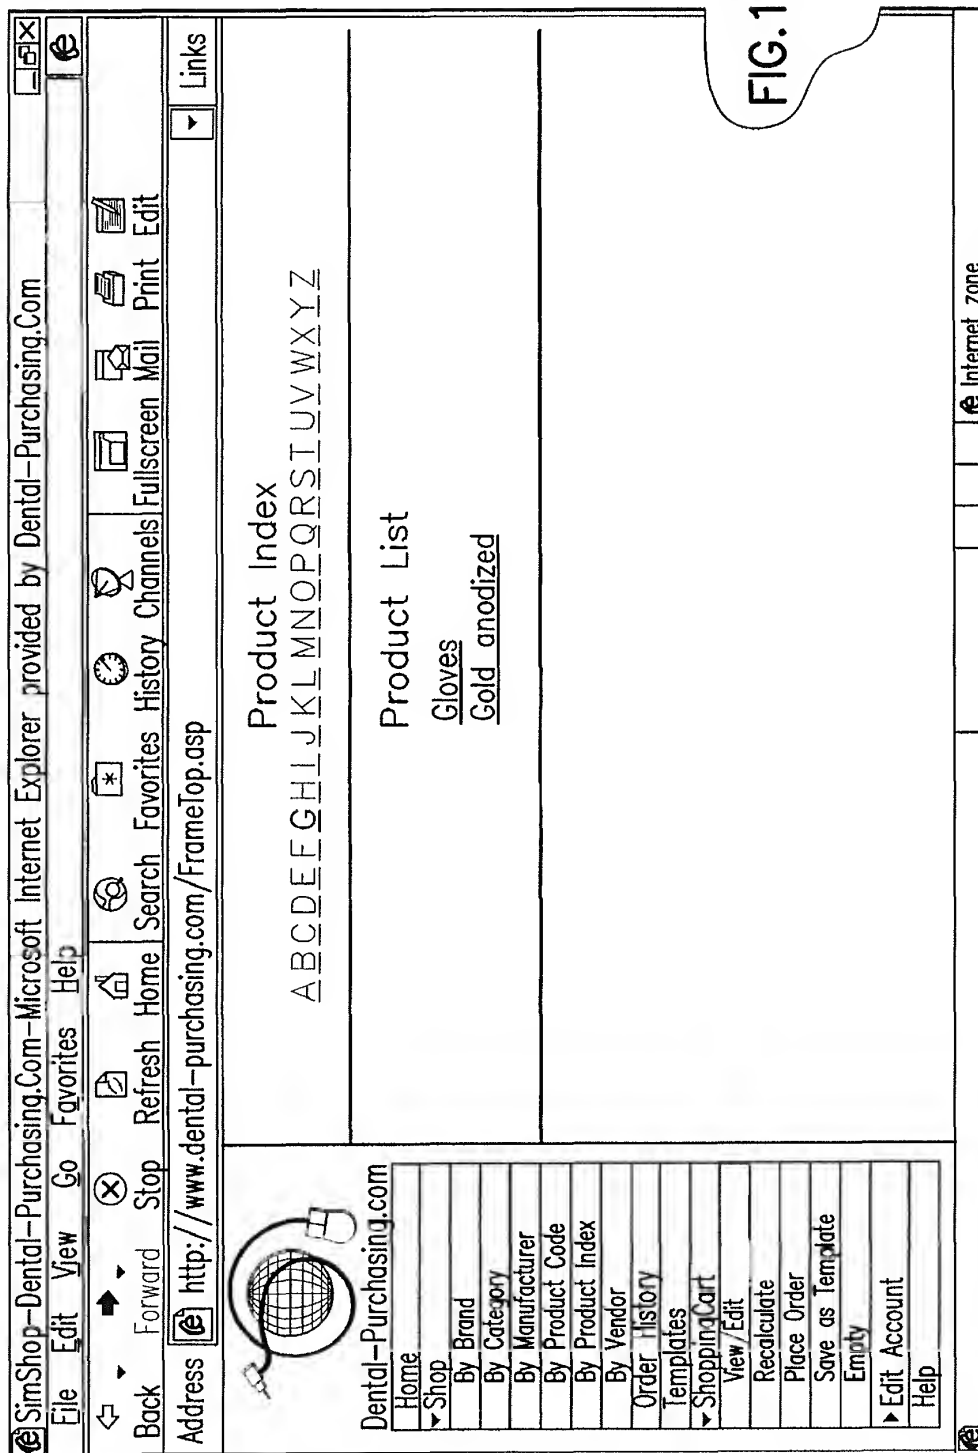 SimShop-Dental-Purchasing.Com-Microsoft Internet Explorer provided by Dental-Purchasing.Com
File Edit View Go Favorites Help
Back Forward Stop Refresh Home Search Favorites History Channels Fullscreen Mail Print Edit
Address http://www.dental-purchasing.com/FrameTop.asp Links
Dental-Purchasing.com
Home
Shop
By Brand
By Category
By Manufacturer
By Product Code
By Product Index
By Vendor
Order History
Templates
ShoppingCart
View/Edit
Recalculate
Place Order
Save as Template
Empty
Edit Account
Help
Product Index
A B C D E F G H I J K L M N O P Q R S T U V W X Y Z
Product List
Gloves
Gold anodized
Internet zone
FIG. 1